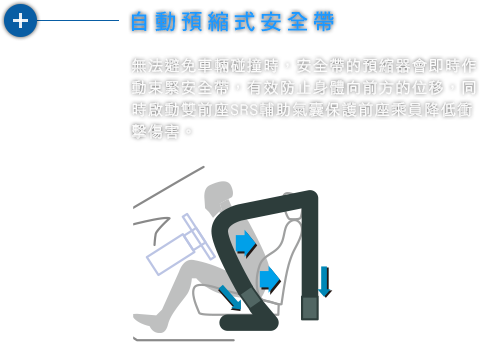 自動預縮式安全帶
無法避免車輛碰撞時，安全帶的預縮器會即時作
動束緊安全帶，有效防止身體向前方的位移，同
時啟動雙前座SRS輔助氣囊保護前座乘員降低衝
擊傷害。